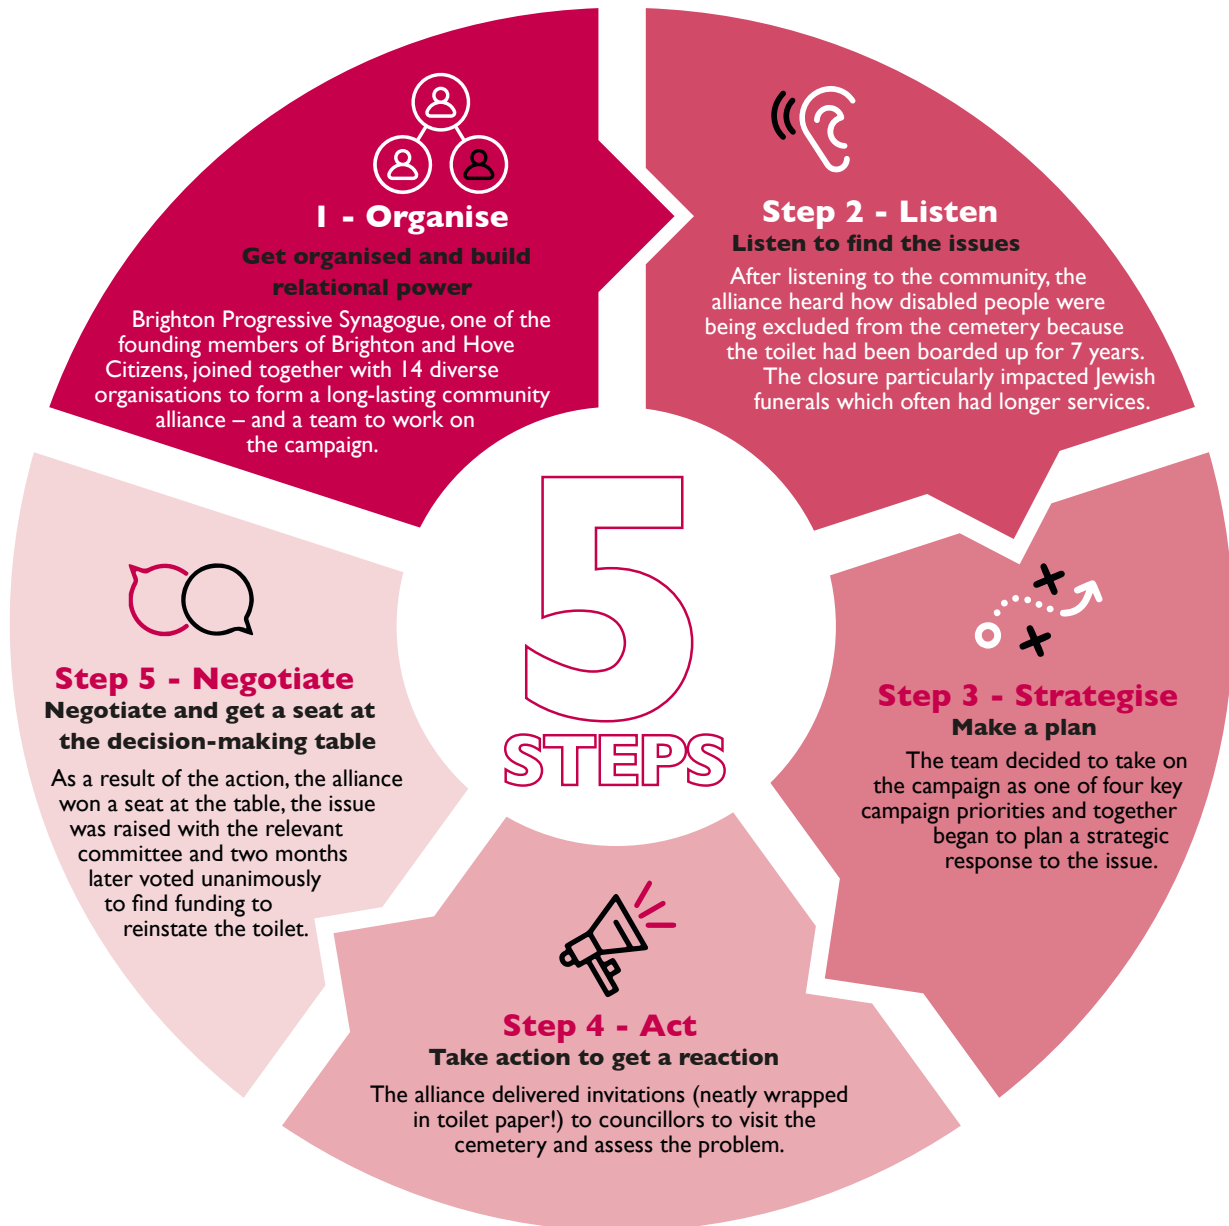 1 - Organise
Get organised and build
relational power
Brighton Progressive Synagogue, one of the
founding members of Brighton and Hove
Citizens, joined together with 14 diverse
organisations to form a long-lasting community
alliance – and a team to work on
the campaign.
Step 2 - Listen
Listen to find the issues
After listening to the community, the
alliance heard how disabled people were
being excluded from the cemetery because
the toilet had been boarded up for 7 years.
The closure particularly impacted Jewish
funerals which often had longer services.
5
STEPS
Step 3 - Strategise
Make a plan
The team decided to take on
the campaign as one of four key
campaign priorities and together
began to plan a strategic
response to the issue.
Step 4 - Act
Take action to get a reaction
The alliance delivered invitations (neatly wrapped
in toilet paper!) to councillors to visit the
cemetery and assess the problem.
Step 5 - Negotiate
Negotiate and get a seat at
the decision-making table
As a result of the action, the alliance
won a seat at the table, the issue
was raised with the relevant
committee and two months
later voted unanimously
to find funding to
reinstate the toilet.